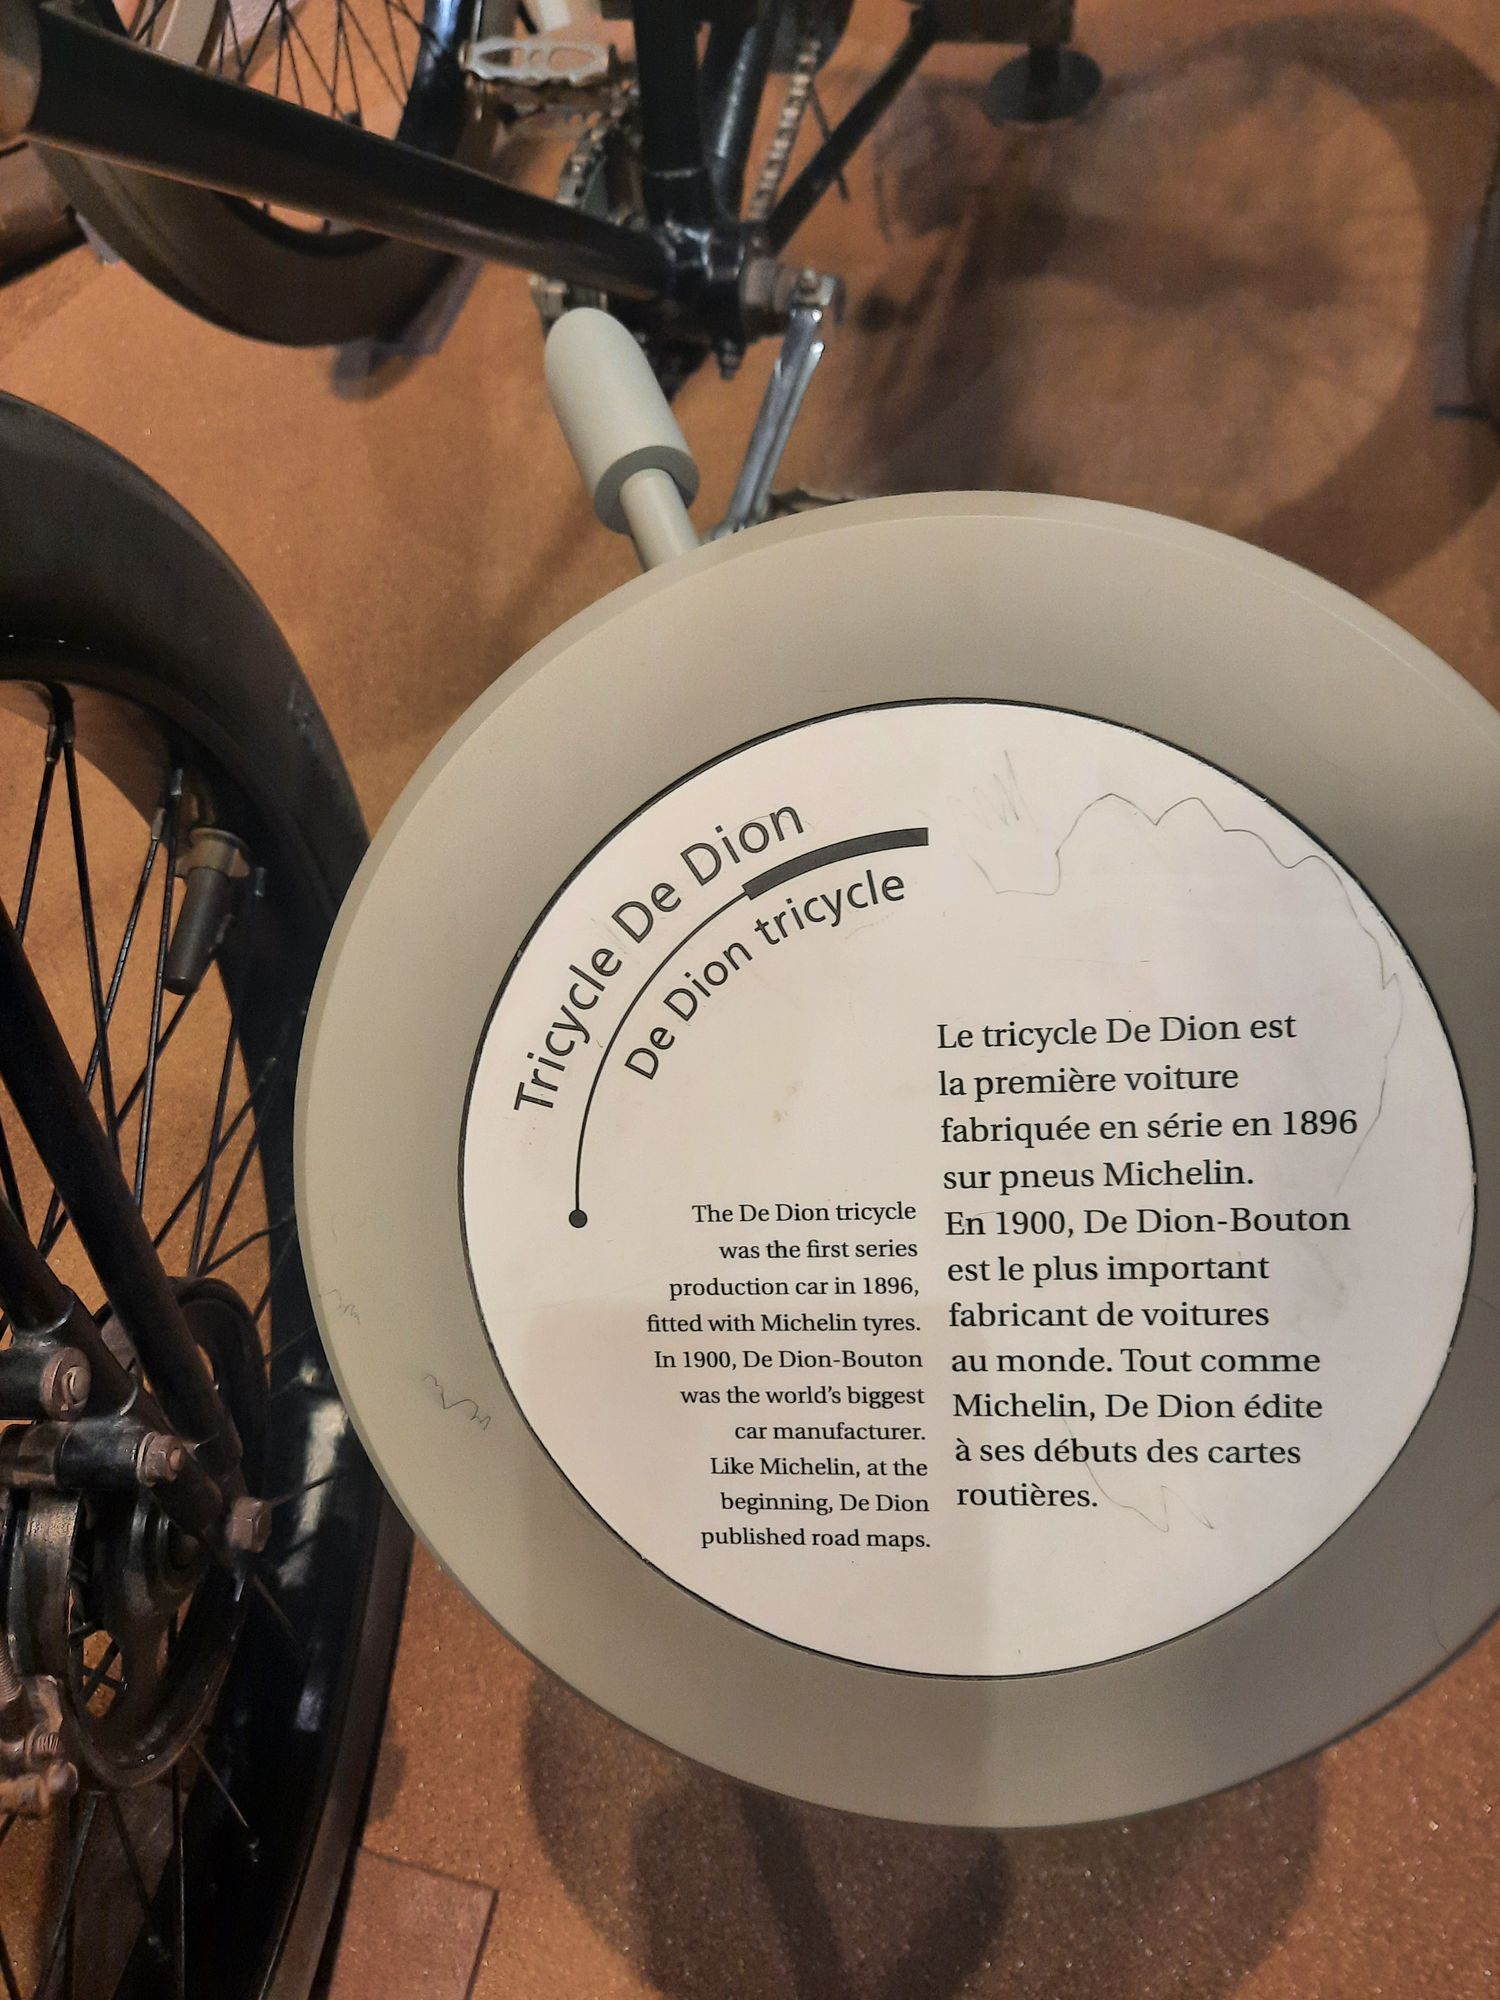 Tricycle De Dion
De Dion tricycle
Le tricycle De Dion est
la première voiture
fabriquée en série en 1896
sur pneus Michelin.
En 1900, De Dion-Bouton
est le plus important
fabricant de voitures
au monde. Tout comme
Michelin, De Dion édite
à ses débuts des cartes
routières.
The De Dion tricycle
was the first series
production car in 1896,
fitted with Michelin tyres.
In 1900, De Dion-Bouton
was the world's biggest
car manufacturer.
Like Michelin, at the
beginning, De Dion
published road maps.